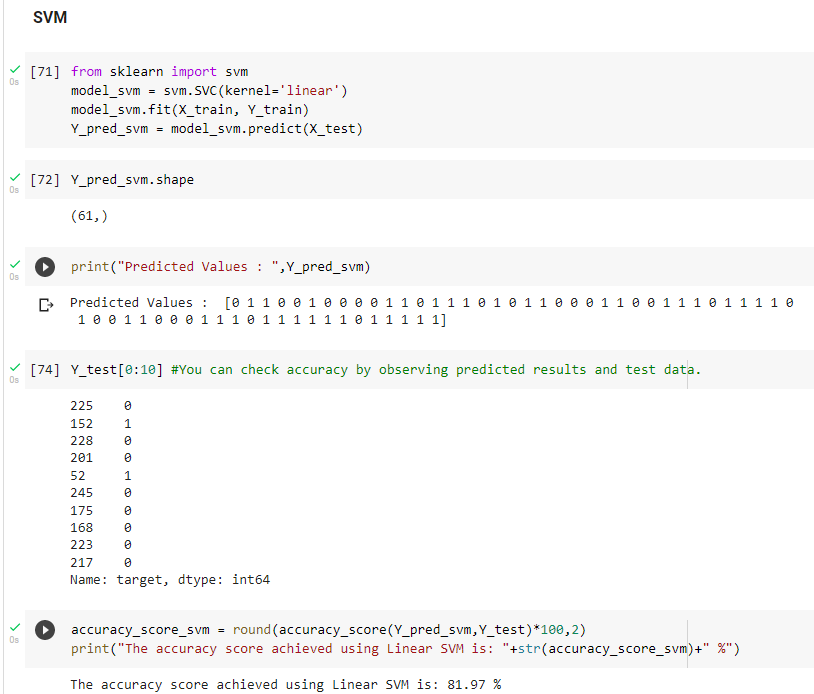 SVM
0s
[71] from sklearn import svm
model_svm = svm.SVC(kernel='linear')
model_svm.fit(X_train, Y_train)
Y_pred_svm = model_svm.predict(X_test)
0s
[72] Y_pred_svm.shape
(61,)
0s
print("Predicted Values : ",Y_pred_svm)
Predicted Values :  [0 1 1 0 0 1 0 0 0 0 1 1 0 1 1 1 0 1 0 1 1 0 0 0 1 1 0 0 1 1 1 0 1 1 1 1 0
1 0 0 1 1 0 0 0 1 1 1 0 1 1 1 1 1 1 0 1 1 1 1 1]
0s
[74] Y_test[0:10] #You can check accuracy by observing predicted results and test data.
225    0
152    1
228    0
201    0
52    1
245    0
175    0
168    0
223    0
217    0
Name: target, dtype: int64
0s
accuracy_score_svm = round(accuracy_score(Y_pred_svm,Y_test)*100,2)
print("The accuracy score achieved using Linear SVM is: "+str(accuracy_score_svm)+" %")
The accuracy score achieved using Linear SVM is: 81.97 %